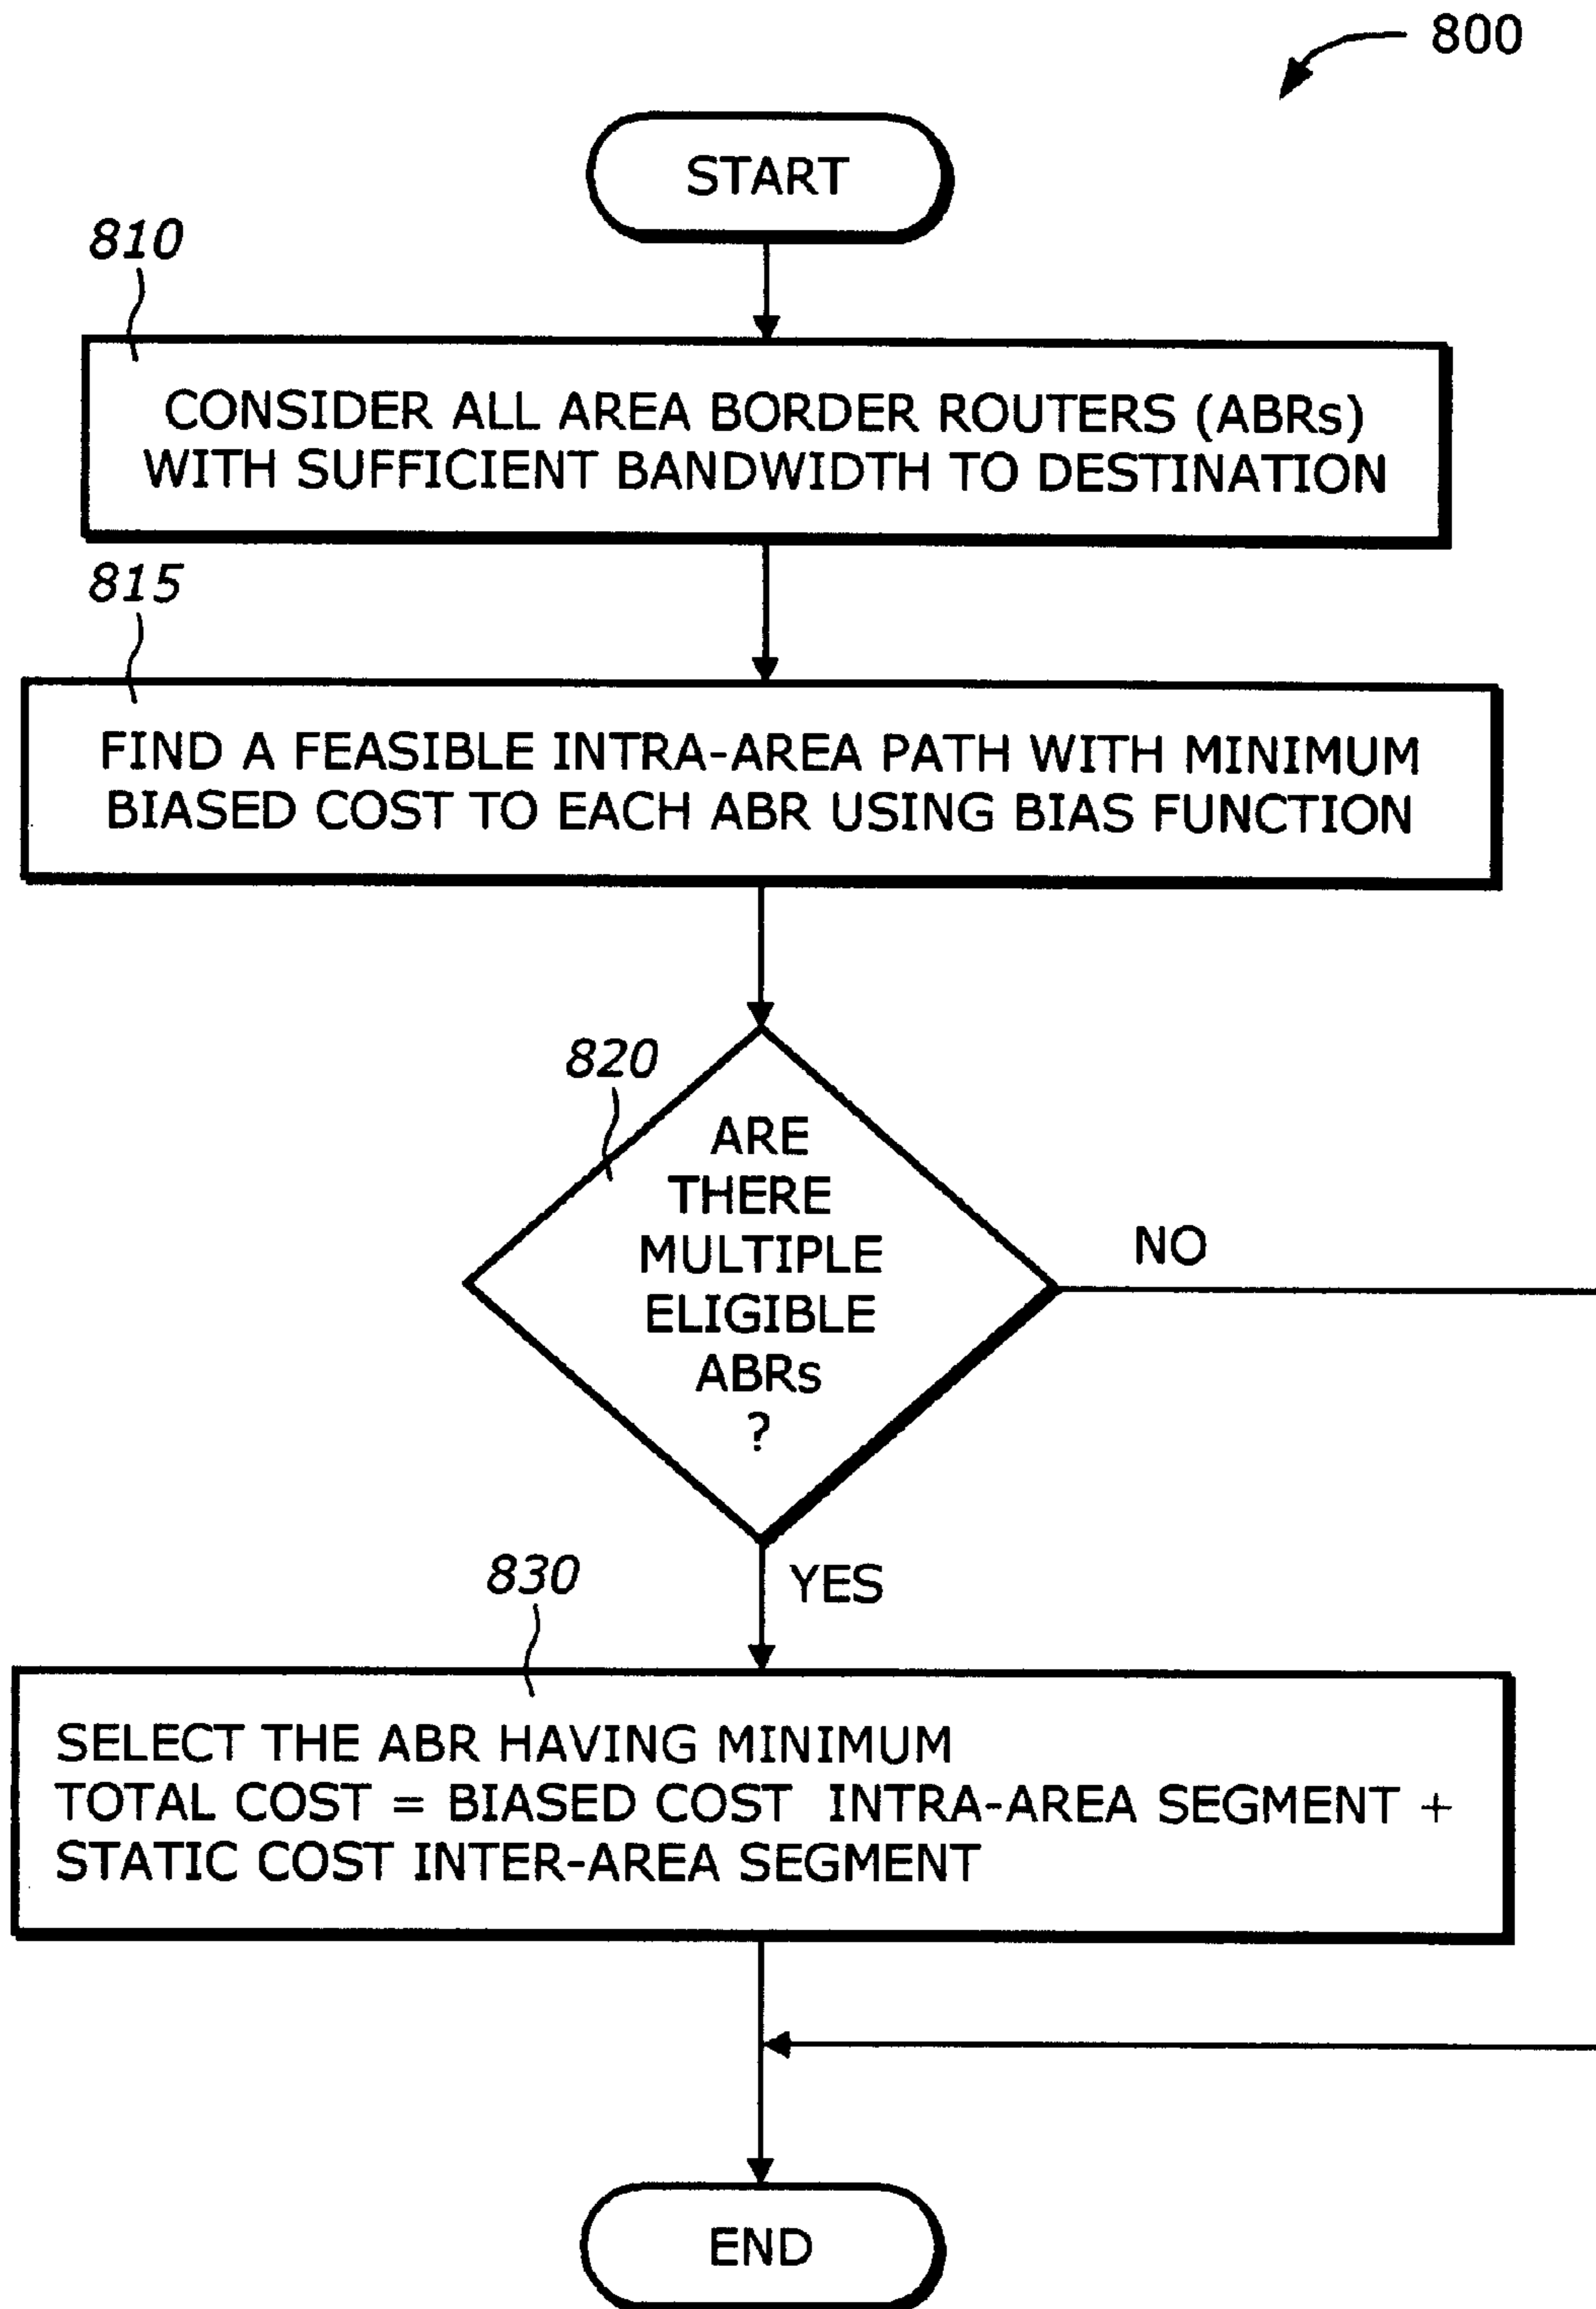 800
START
810
CONSIDER ALL AREA BORDER ROUTERS (ABRs)
WITH SUFFICIENT BANDWIDTH TO DESTINATION
815
FIND A FEASIBLE INTRA-AREA PATH WITH MINIMUM
BIASED COST TO EACH ABR USING BIAS FUNCTION
820
ARE
THERE
MULTIPLE
ELIGIBLE
ABRs
?
NO
YES
830
SELECT THE ABR HAVING MINIMUM
TOTAL COST = BIASED COST INTRA-AREA SEGMENT +
STATIC COST INTER-AREA SEGMENT
END